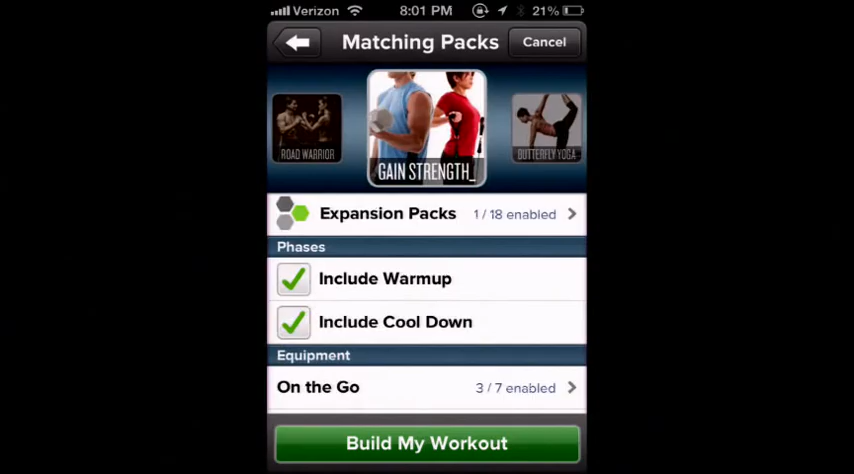 Verizon 8:01 PM 21%
Matching Packs Cancel
ROAD WARRIOR GAIN STRENGTH_ BUTTERFLY YOGA
Expansion Packs 1 / 18 enabled
Phases
Include Warmup
Include Cool Down
Equipment
On the Go 3 / 7 enabled
Build My Workout